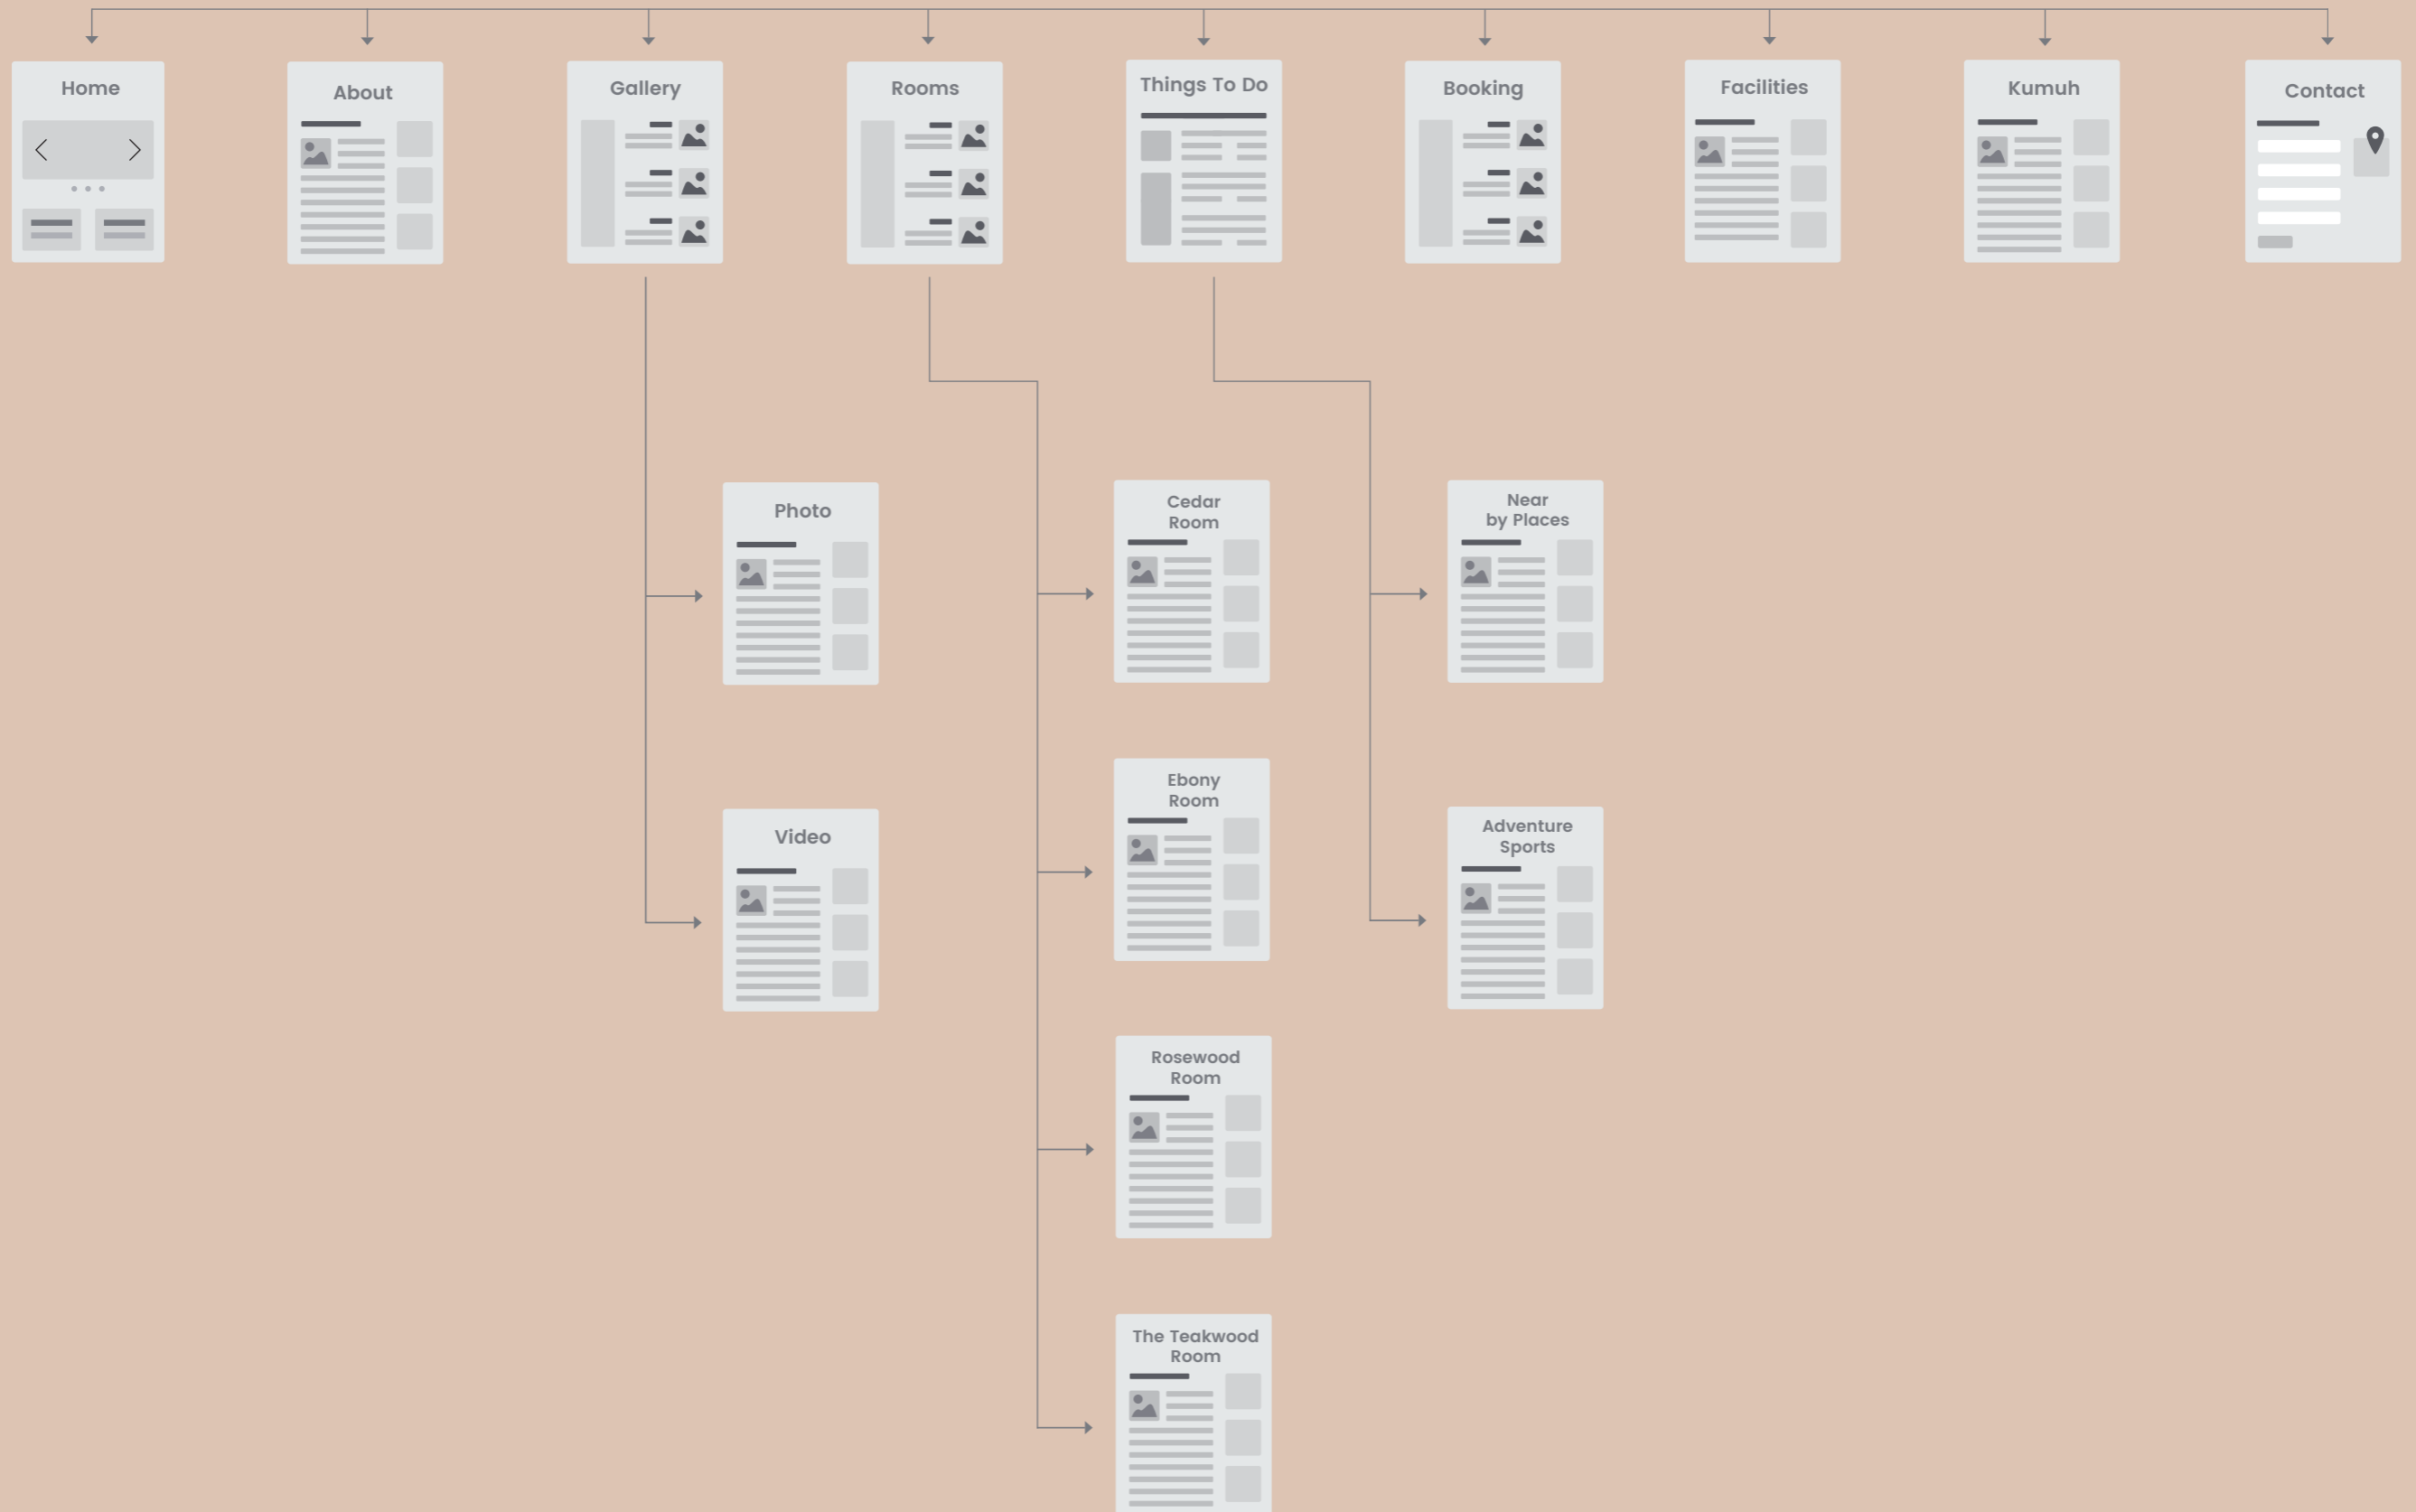 Home
About
Gallery
Rooms
Things To Do
Booking
Facilities
Kumuh
Contact
Photo
Cedar
Room
Near
by Places
Ebony
Room
Video
Adventure
Sports
Rosewood
Room
The Teakwood
Room